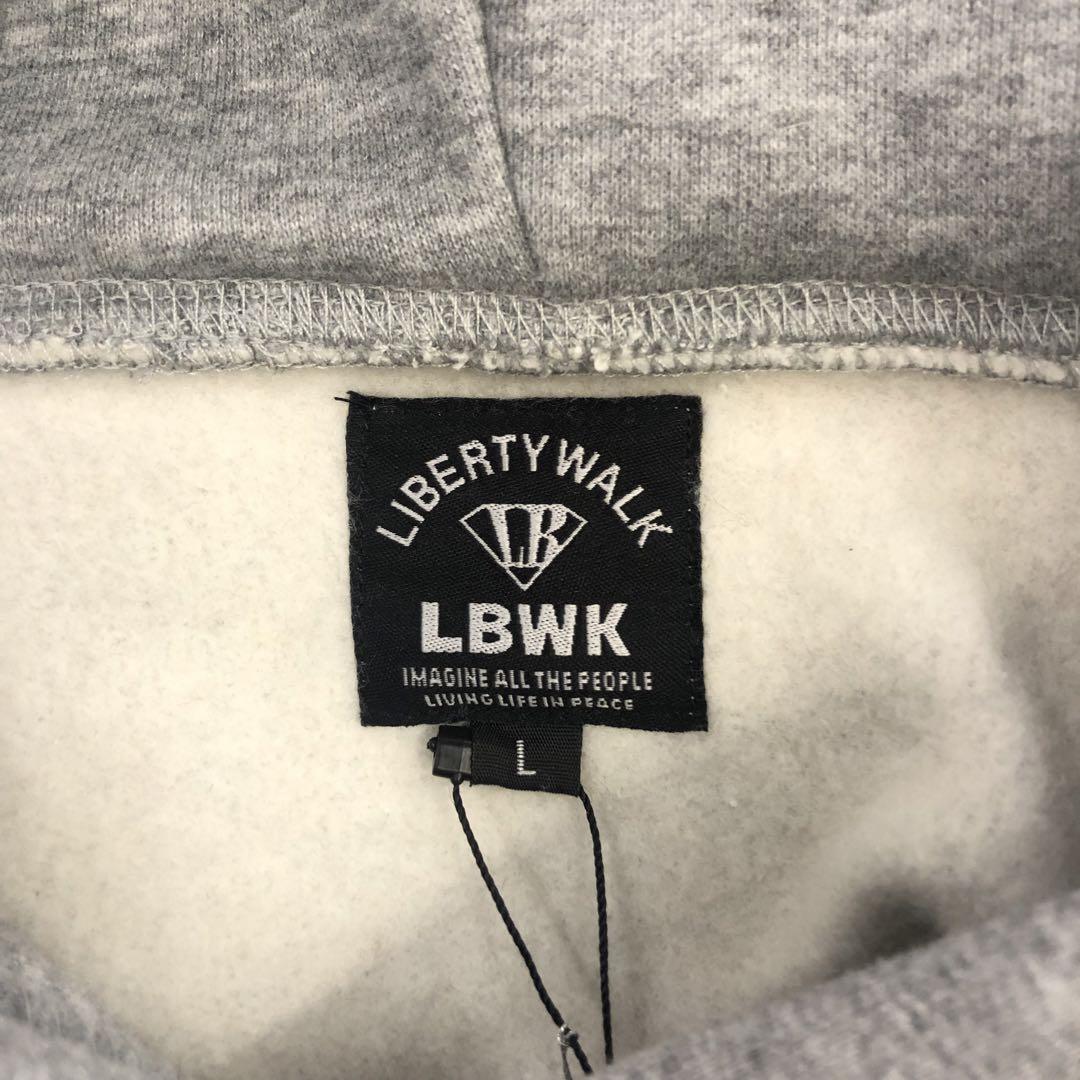 LIBERTY WALK
LB
LBWK
IMAGINE ALL THE PEOPLE
LIVING LIFE IN PEACE
L